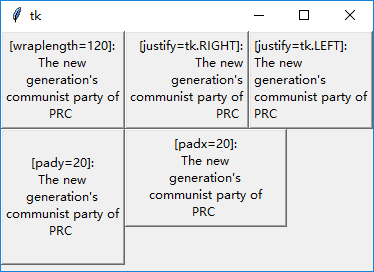 tk
[wraplength=120]:
The new
generation's
communist party of
PRC
[justify=tk.RIGHT]:
The new
generation's
communist party of
PRC
[justify=tk.LEFT]:
The new
generation's
communist party of
PRC
[pady=20]:
The new
generation's
communist party of
PRC
[padx=20]:
The new
generation's
communist party of
PRC